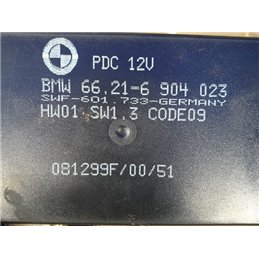 PDC 12V
BMW 66.21-6 904 023
SWF-601.733-GERMANY
HW01 SW1.3 CODE09
081299F/00/51